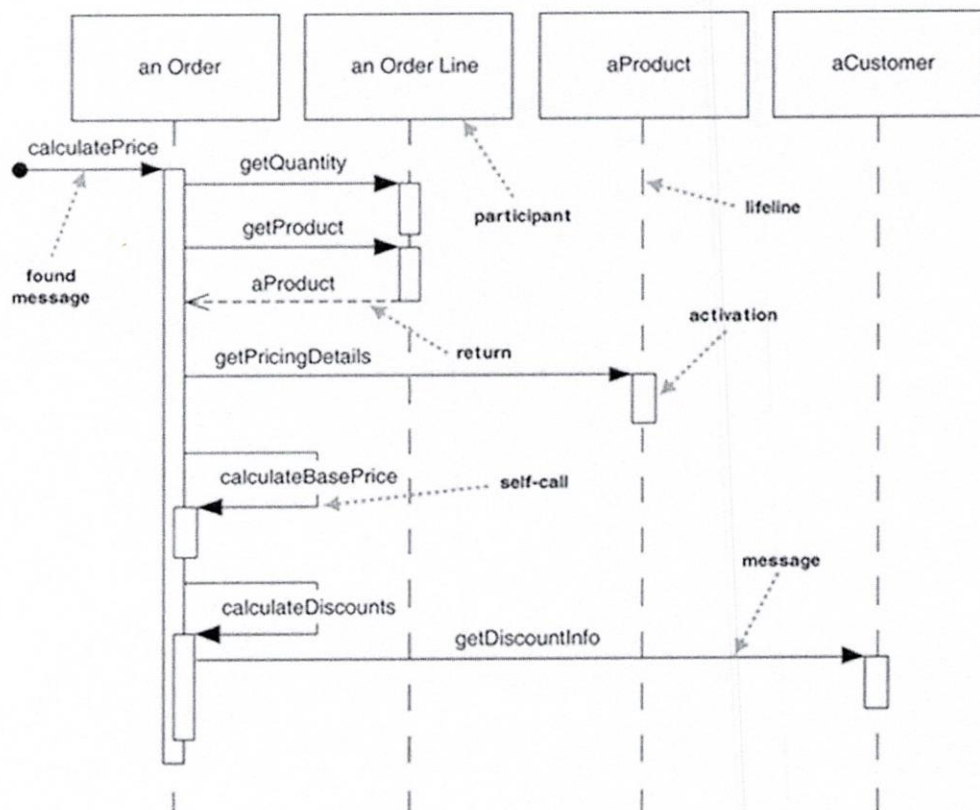 an Order
an Order Line
aProduct
aCustomer
calculatePrice
getQuantity
participant
lifeline
getProduct
found
message
aProduct
activation
return
getPricingDetails
calculateBasePrice
self-call
message
calculateDiscounts
getDiscountInfo